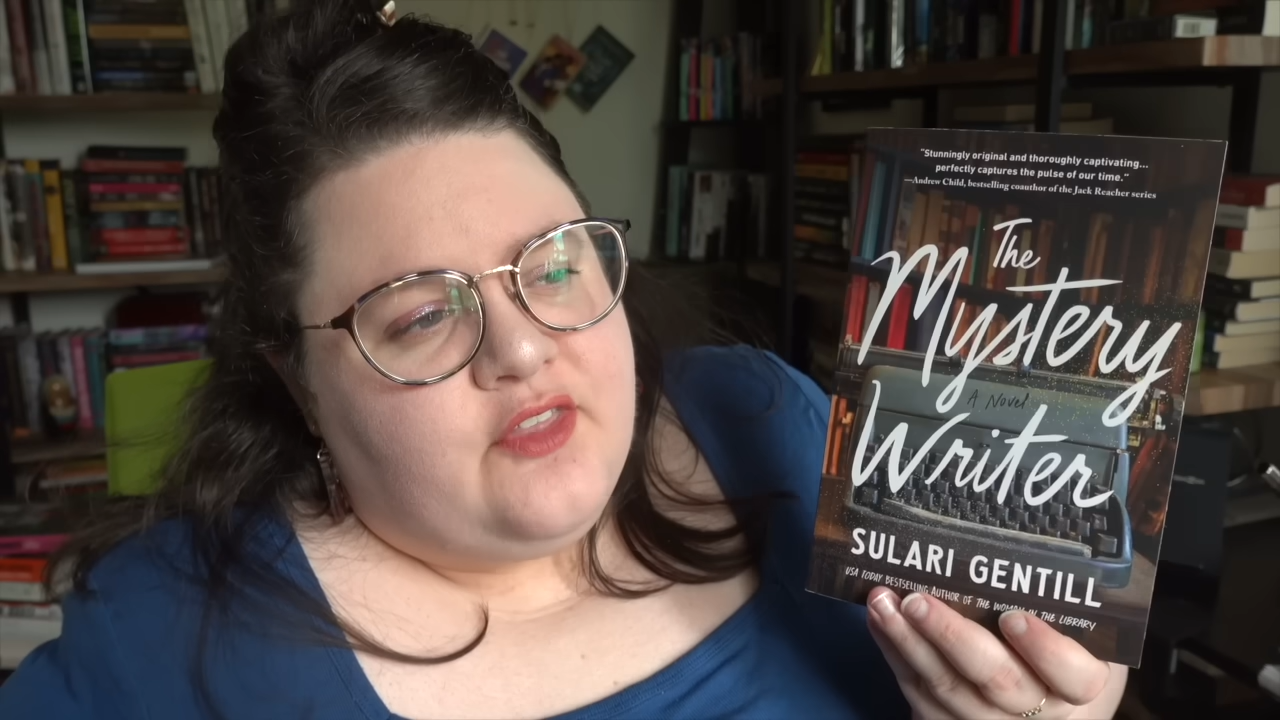 "Stunningly original and thoroughly captivating...
perfectly captures the pulse of our time."
—Andrew Child, bestselling coauthor of the Jack Reacher series
The
Mystery
A Novel
Writer
SULARI GENTILL
USA TODAY BESTSELLING AUTHOR OF THE WOMAN IN THE LIBRARY